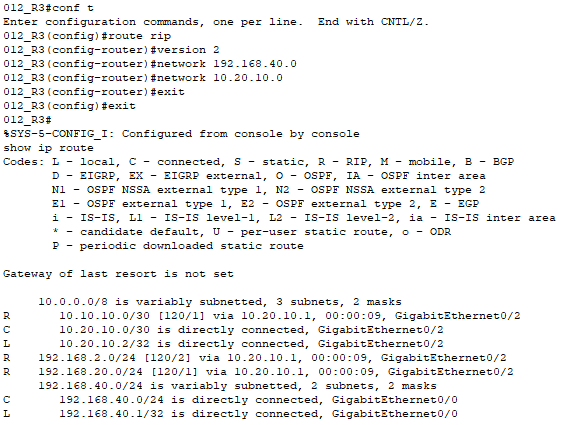 012_R3#conf t
Enter configuration commands, one per line.  End with CNTL/Z.
012_R3(config)#route rip
012_R3(config-router)#version 2
012_R3(config-router)#network 192.168.40.0
012_R3(config-router)#network 10.20.10.0
012_R3(config-router)#exit
012_R3(config)#exit
012_R3#
%SYS-5-CONFIG_I: Configured from console by console
show ip route
Codes: L - local, C - connected, S - static, R - RIP, M - mobile, B - BGP
       D - EIGRP, EX - EIGRP external, O - OSPF, IA - OSPF inter area
       N1 - OSPF NSSA external type 1, N2 - OSPF NSSA external type 2
       E1 - OSPF external type 1, E2 - OSPF external type 2, E - EGP
       i - IS-IS, L1 - IS-IS level-1, L2 - IS-IS level-2, ia - IS-IS inter area
       * - candidate default, U - per-user static route, o - ODR
       P - periodic downloaded static route

Gateway of last resort is not set

     10.0.0.0/8 is variably subnetted, 3 subnets, 2 masks
R       10.10.10.0/30 [120/1] via 10.20.10.1, 00:00:09, GigabitEthernet0/2
C       10.20.10.0/30 is directly connected, GigabitEthernet0/2
L       10.20.10.2/32 is directly connected, GigabitEthernet0/2
R    192.168.2.0/24 [120/2] via 10.20.10.1, 00:00:09, GigabitEthernet0/2
R    192.168.20.0/24 [120/1] via 10.20.10.1, 00:00:09, GigabitEthernet0/2
     192.168.40.0/24 is variably subnetted, 2 subnets, 2 masks
C       192.168.40.0/24 is directly connected, GigabitEthernet0/0
L       192.168.40.1/32 is directly connected, GigabitEthernet0/0